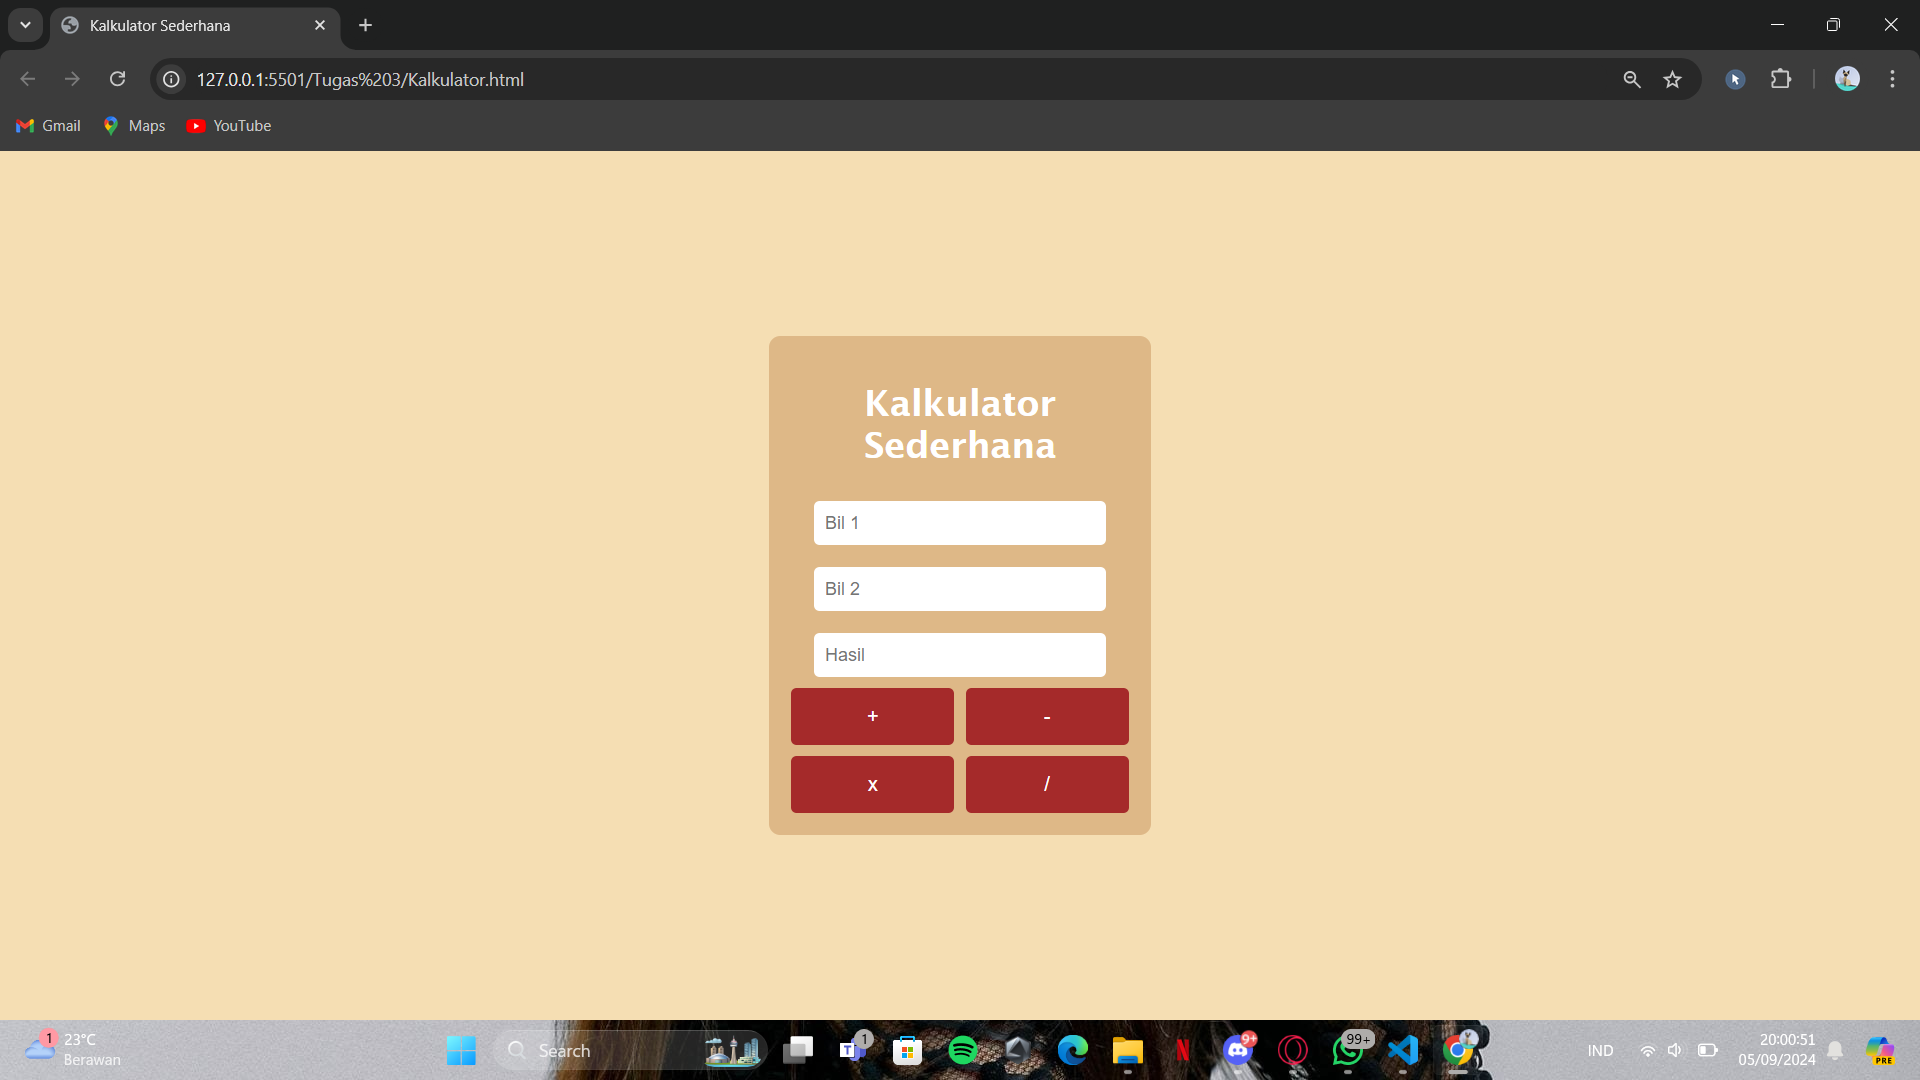 Kalkulator Sederhana
127.0.0.1:5501/Tugas%203/Kalkulator.html
Gmail Maps YouTube
Kalkulator
Sederhana
Bil 1
Bil 2
Hasil
+ -
x /
1 23°C
Berawan
Search
T 1
N
9+
99+
IND
20:00:51
05/09/2024
PRE